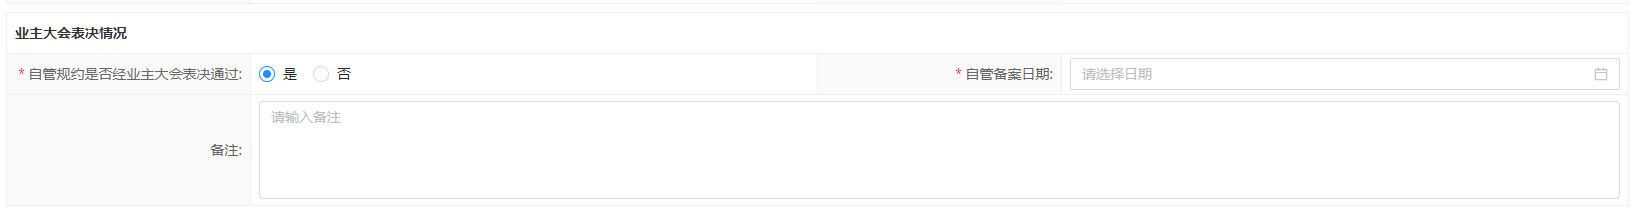 业主大会表决情况
* 自管规约是否经业主大会表决通过: 是 否 * 自管备案日期: 请选择日期
备注: 请输入备注